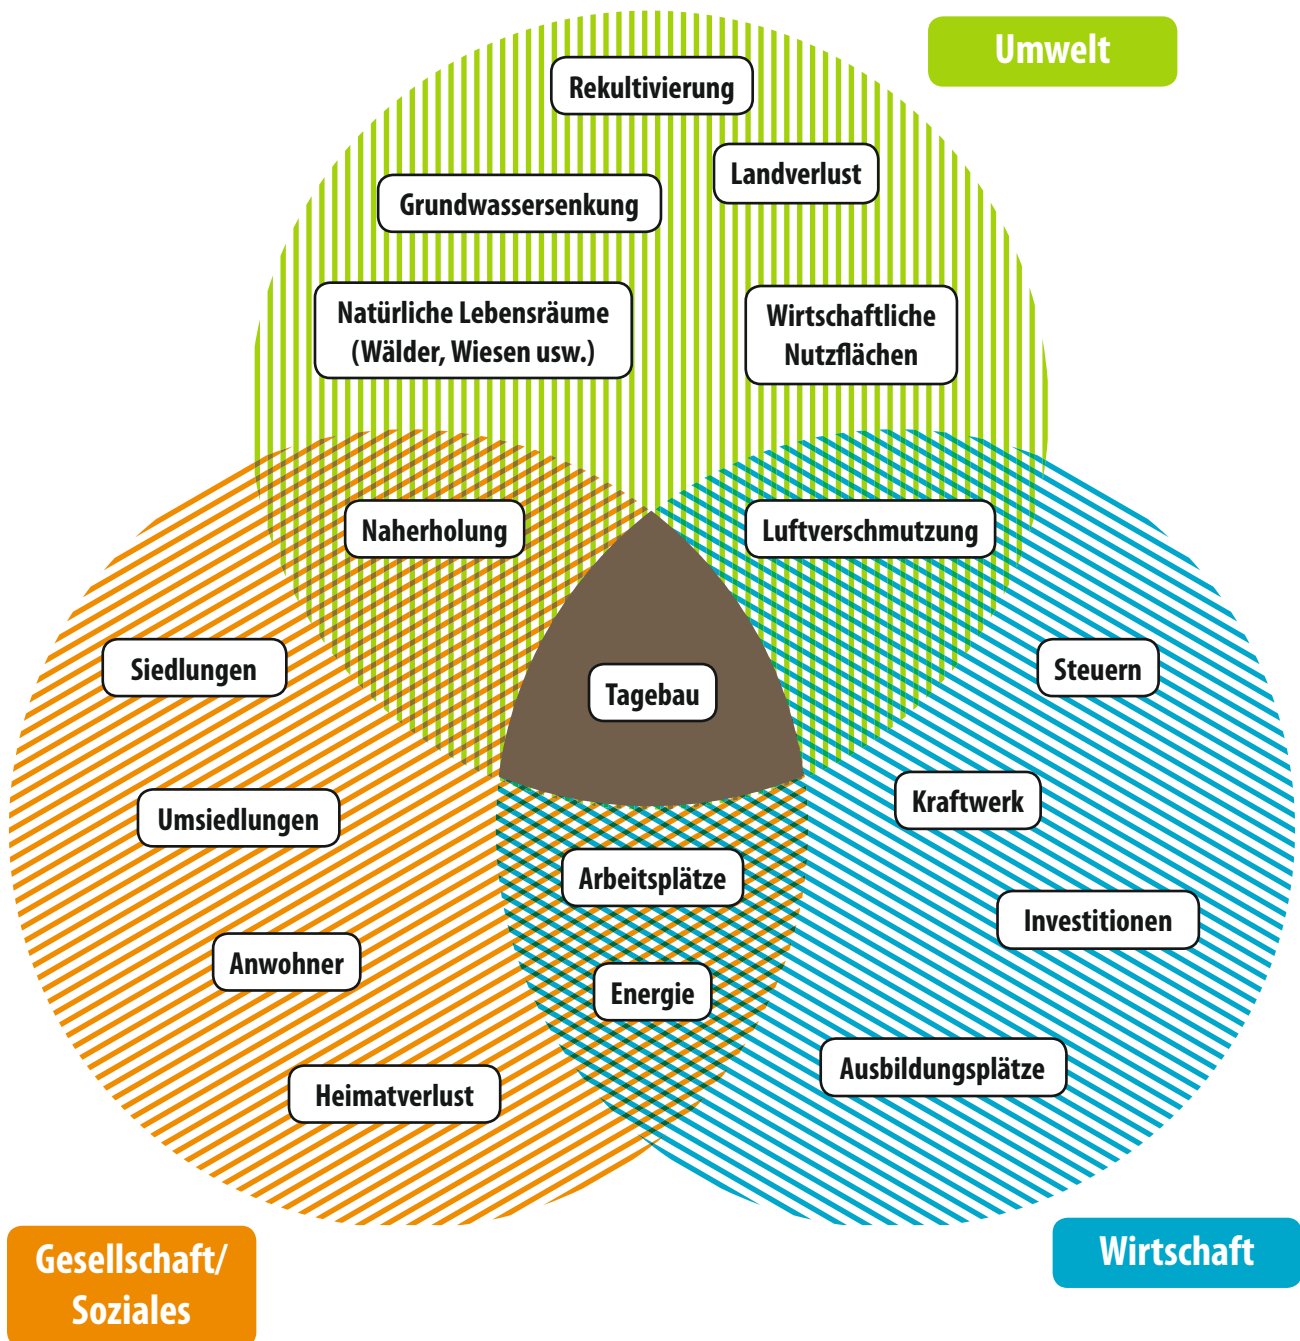 Umwelt
Rekultivierung
Landverlust
Grundwassersenkung
Natürliche Lebensräume
(Wälder, Wiesen usw.)
Wirtschaftliche
Nutzflächen
Naherholung
Luftverschmutzung
Siedlungen
Tagebau
Steuern
Umsiedlungen
Kraftwerk
Arbeitsplätze
Investitionen
Anwohner
Energie
Ausbildungsplätze
Heimatverlust
Gesellschaft/
Soziales
Wirtschaft